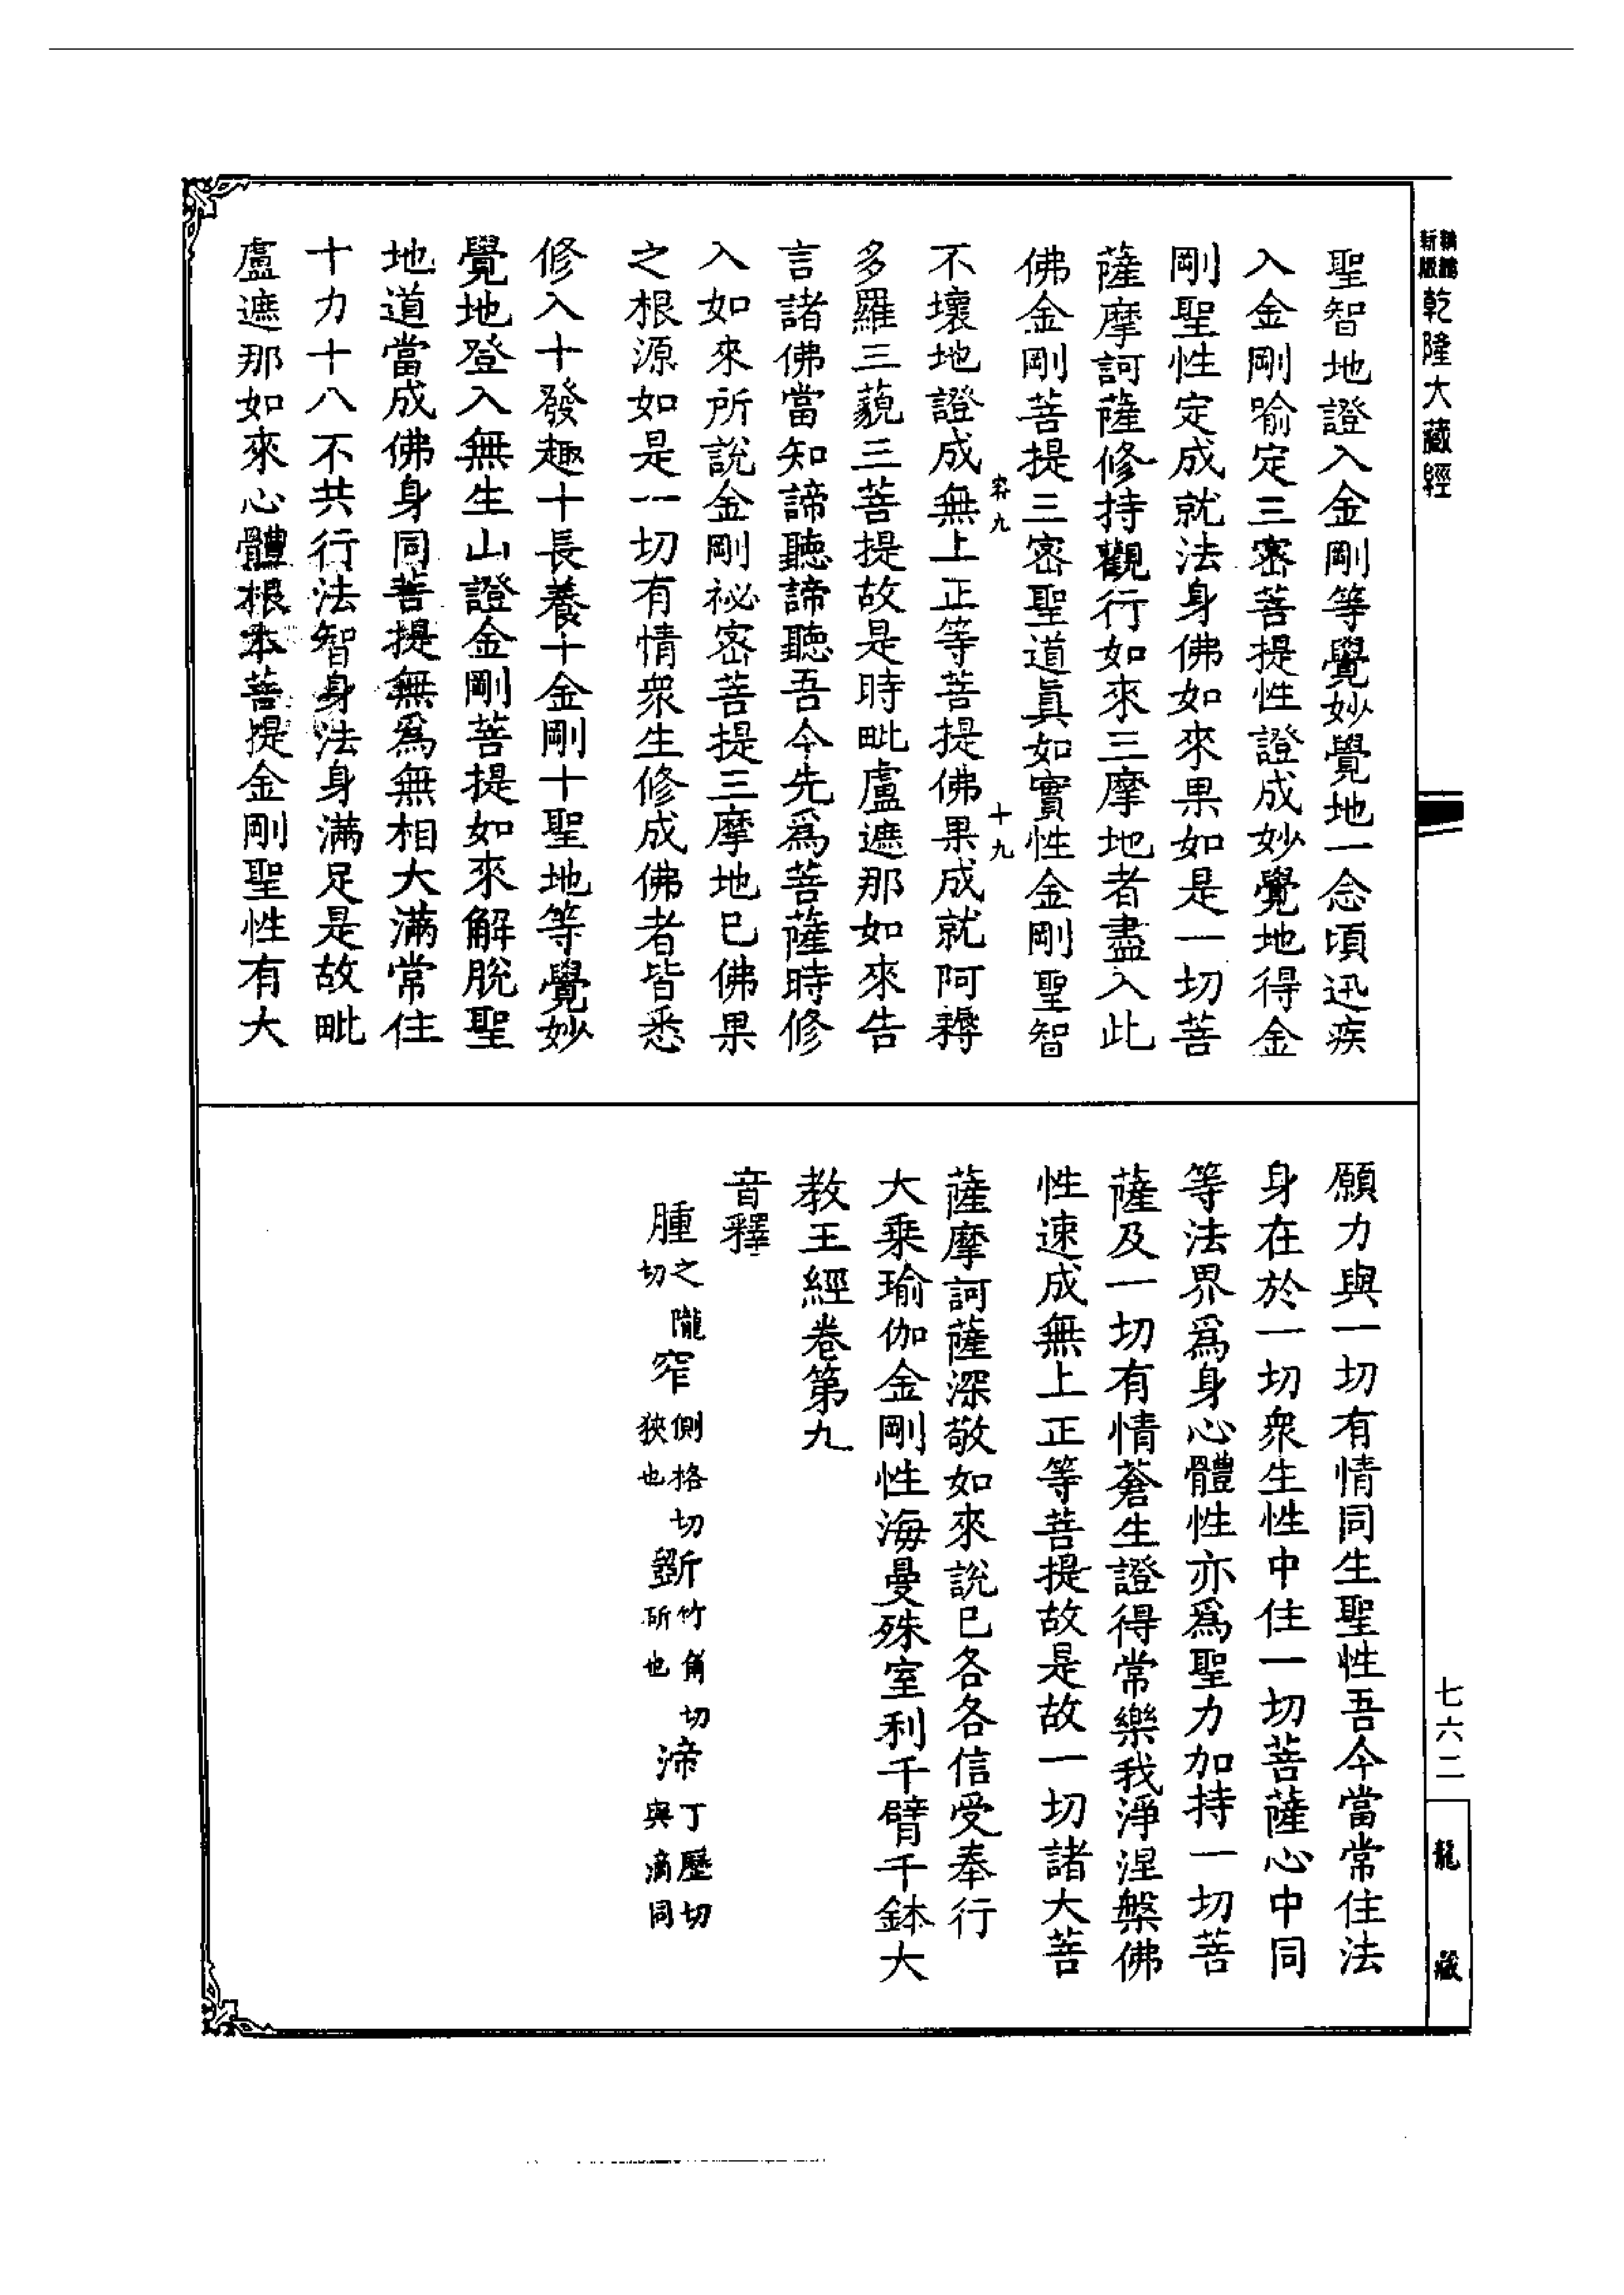 新版
乾隆大藏經
聖智地證入金剛等覺妙覺地一念頃迅疾
入金剛喻定三密菩提性證成妙覺地得金
剛聖性定成就法身佛如來果如是一切菩
薩摩訶薩修持觀行如來三摩地者盡入此
佛金剛菩提三密聖道眞如實性金剛聖智
九 十九
不壞地證成無上正等菩提佛果成就阿耨
多羅三藐三菩提故是時毗盧遮那如來告
言諸佛當知諦聽諦聽吾今先爲菩薩時修
入如來所說金剛祕密菩提三摩地已佛果
之根源如是一切有情衆生修成佛者皆悉
修入十發趣十長養十金剛十聖地等覺妙
覺地登入無生山證金剛菩提如來解脫聖
地道當成佛身同菩提無爲無相大滿常住
十力十八不共行法智身法身滿足是故毗
盧遮那如來心體根本菩提金剛聖性有大
願力與一切有情同生聖性吾今當常住法
身在於一切衆生性中住一切菩薩心中同
等法界爲身心體性亦爲聖力加持一切菩
薩及一切有情蒼生證得常樂我淨涅槃佛
性速成無上正等菩提故是故一切諸大菩
薩摩訶薩深敬如來說已各各信受奉行
大乘瑜伽金剛性海曼殊室利千臂千鉢大
教王經卷第九
音釋
腫之隴切窄側格切狹也斲竹角切斫也渧丁歷切與滴同
七六二
龍藏